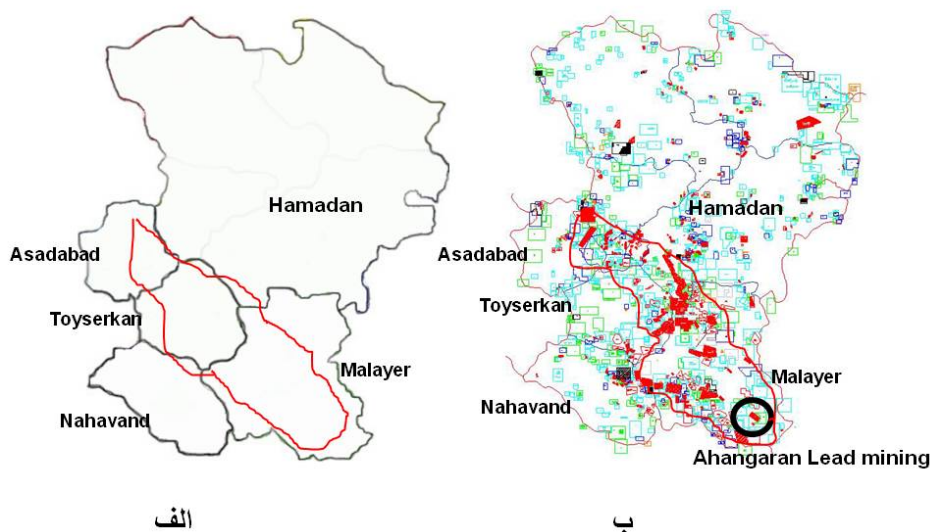 Hamadan
Asadabad
Toyserkan
Malayer
Nahavand
الف
Hamadan
Asadabad
Toyserkan
Malayer
Nahavand
Ahangaran Lead mining
ب